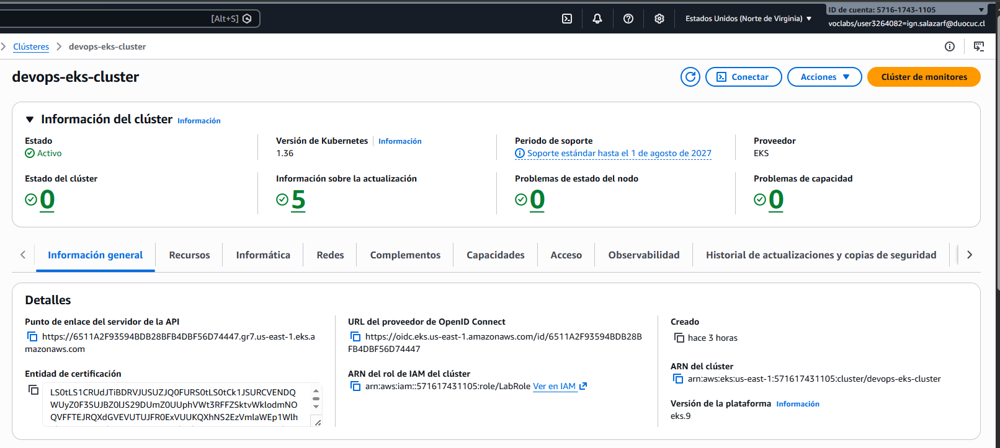 [Alt+S]
Estados Unidos (Norte de Virginia)
ID de cuenta: 5716-1743-1105
voclabs/user3264082=ign.salazarf@duocuc.cl
Clústeres
devops-eks-cluster
devops-eks-cluster
Conectar
Acciones
Clúster de monitores
Información del clúster Información
Estado
Activo
Versión de Kubernetes Información
1.36
Periodo de soporte
Soporte estándar hasta el 1 de agosto de 2027
Proveedor
EKS
Estado del clúster
0
Información sobre la actualización
5
Problemas de estado del nodo
0
Problemas de capacidad
0
Información general
Recursos
Informática
Redes
Complementos
Capacidades
Acceso
Observabilidad
Historial de actualizaciones y copias de seguridad
Detalles
Punto de enlace del servidor de la API
https://6511A2F93594BDB28BFB4DBF56D74447.gr7.us-east-1.eks.a
mazonaws.com
Entidad de certificación
LS0tLS1CRUdJTiBDRVJUSUZJQ0FURS0tLS0tCk1JSURCVENDQ
WUyZ0F3SUJBZ0lJS29DUmZ0UUphVWt3RFFZSktvWklodmNO
QVFFTEJRQXdGVEVUTUJFR0ExVUUKQXhNS2EzVmlaWEp1Wlh
URL del proveedor de OpenID Connect
https://oidc.eks.us-east-1.amazonaws.com/id/6511A2F93594BDB28B
FB4DBF56D74447
ARN del rol de IAM del clúster
arn:aws:iam::571617431105:role/LabRole Ver en IAM
Creado
hace 3 horas
ARN del clúster
arn:aws:eks:us-east-1:571617431105:cluster/devops-eks-cluster
Versión de la plataforma Información
eks.9